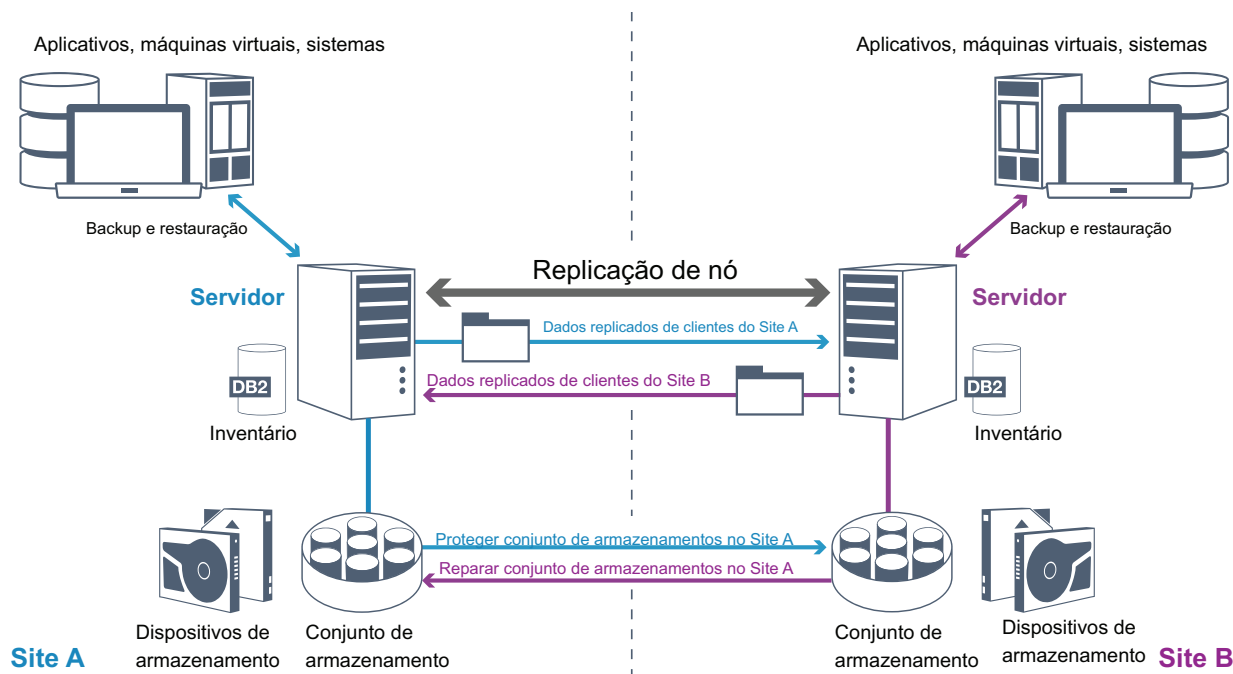 Aplicativos, máquinas virtuais, sistemas
Aplicativos, máquinas virtuais, sistemas
Backup e restauração
Backup e restauração
Replicação de nó
Servidor
Servidor
Dados replicados de clientes do Site A
Dados replicados de clientes do Site B
DB2
DB2
Inventário
Inventário
Proteger conjunto de armazenamentos no Site A
Reparar conjunto de armazenamentos no Site A
Dispositivos de
armazenamento
Conjunto de
armazenamento
Conjunto de
armazenamento
Dispositivos de
armazenamento
Site A
Site B